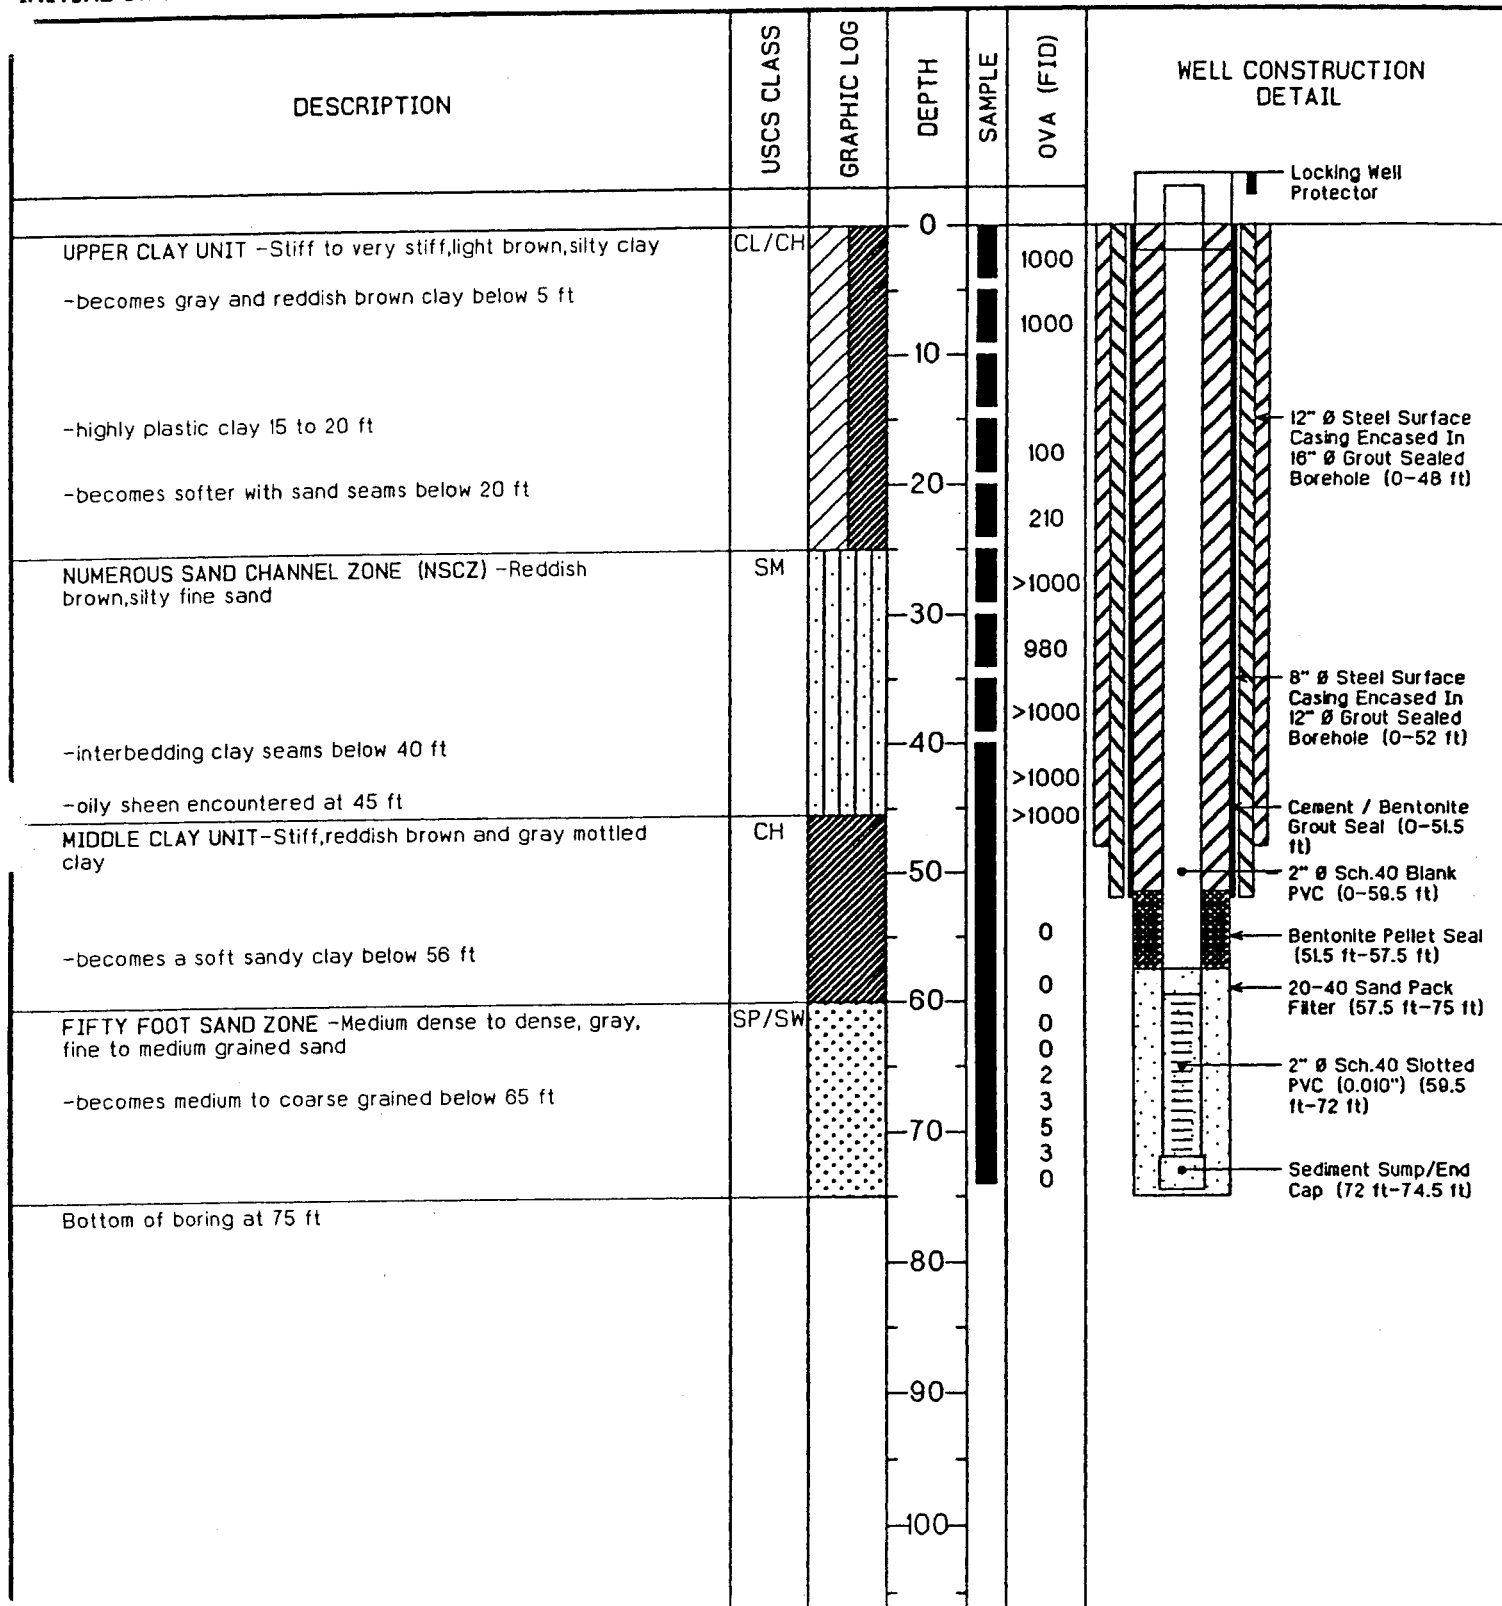 DESCRIPTION
USCS CLASS
GRAPHIC LOG
DEPTH
SAMPLE
OVA (FID)
WELL CONSTRUCTION
DETAIL
Locking Well
Protector
0
UPPER CLAY UNIT -Stiff to very stiff,light brown,silty clay
CL/CH
1000
-becomes gray and reddish brown clay below 5 ft
1000
10
-highly plastic clay 15 to 20 ft
100
12" Ø Steel Surface
Casing Encased In
16" Ø Grout Sealed
Borehole (0-48 ft)
-becomes softer with sand seams below 20 ft
20
210
NUMEROUS SAND CHANNEL ZONE (NSCZ) -Reddish
brown,silty fine sand
SM
>1000
30
980
8" Ø Steel Surface
Casing Encased In
12" Ø Grout Sealed
Borehole (0-52 ft)
>1000
-interbedding clay seams below 40 ft
40
>1000
-oily sheen encountered at 45 ft
>1000
Cement / Bentonite
Grout Seal (0-51.5
ft)
MIDDLE CLAY UNIT-Stiff,reddish brown and gray mottled
clay
CH
50
2" Ø Sch.40 Blank
PVC (0-59.5 ft)
0
Bentonite Pellet Seal
(51.5 ft-57.5 ft)
-becomes a soft sandy clay below 56 ft
0
60
20-40 Sand Pack
Filter (57.5 ft-75 ft)
FIFTY FOOT SAND ZONE -Medium dense to dense, gray,
fine to medium grained sand
SP/SW
0
0
2
2" Ø Sch.40 Slotted
PVC (0.010") (59.5
ft-72 ft)
-becomes medium to coarse grained below 65 ft
3
5
70
3
0
Sediment Sump/End
Cap (72 ft-74.5 ft)
Bottom of boring at 75 ft
80
90
100